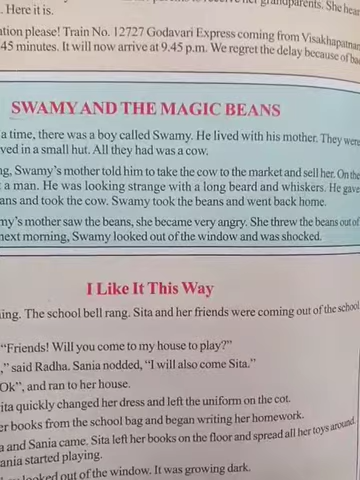 grandparents. She hear
. Here it is.
tion please! Train No. 12727 Godavari Express coming from Visakhapatnam
45 minutes. It will now arrive at 9.45 p.m. We regret the delay because of ba
SWAMY AND THE MAGIC BEANS
a time, there was a boy called Swamy. He lived with his mother. They were
ved in a small hut. All they had was a cow.
g, Swamy's mother told him to take the cow to the market and sell her. On the
a man. He was looking strange with a long beard and whiskers. He gave
ans and took the cow. Swamy took the beans and went back home.
my's mother saw the beans, she became very angry. She threw the beans out of
next morning, Swamy looked out of the window and was shocked.
I Like It This Way
ing. The school bell rang. Sita and her friends were coming out of the school
"Friends! Will you come to my house to play?"
," said Radha. Sania nodded, "I will also come Sita."
Ok", and ran to her house.
ita quickly changed her dress and left the uniform on the cot.
er books from the school bag and began writing her homework.
a and Sania came. Sita left her books on the floor and spread all her toys around.
ania started playing.
looked out of the window. It was growing dark.